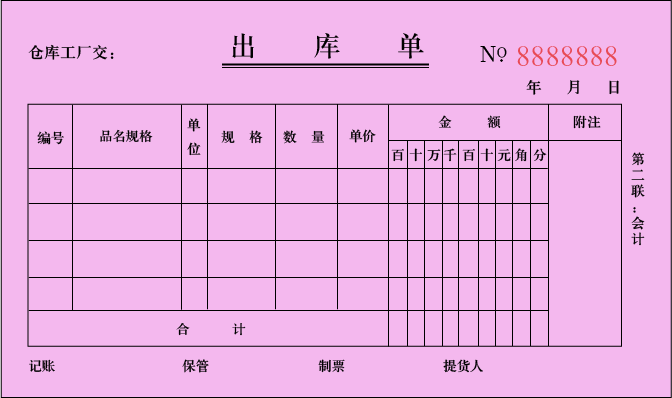 出 库 单
仓库工厂交：
No. 8888888
年 月 日
编号 品名规格 单位 规 格 数 量 单价 金 额 附注
百 十 万 千 百 十 元 角 分
合 计
第二联：会计
记账 保管 制票 提货人